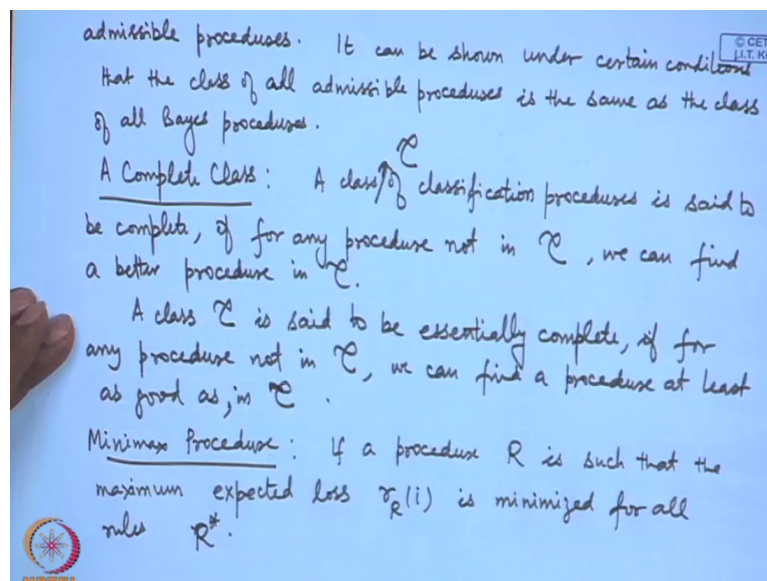 admissible procedures. It can be shown under certain conditions
that the class of all admissible procedures is the same as the class
of all Bayes procedures.
A Complete Class: A class ℭ of classification procedures is said to
be complete, if for any procedure not in ℭ, we can find
a better procedure in ℭ.
A class ℭ is said to be essentially complete, if for
any procedure not in ℭ, we can find a procedure at least
as good as, in ℭ.
Minimax Procedure: If a procedure R is such that the
maximum expected loss r_R(i) is minimized for all
rules R*.
© CET
I.I.T. K